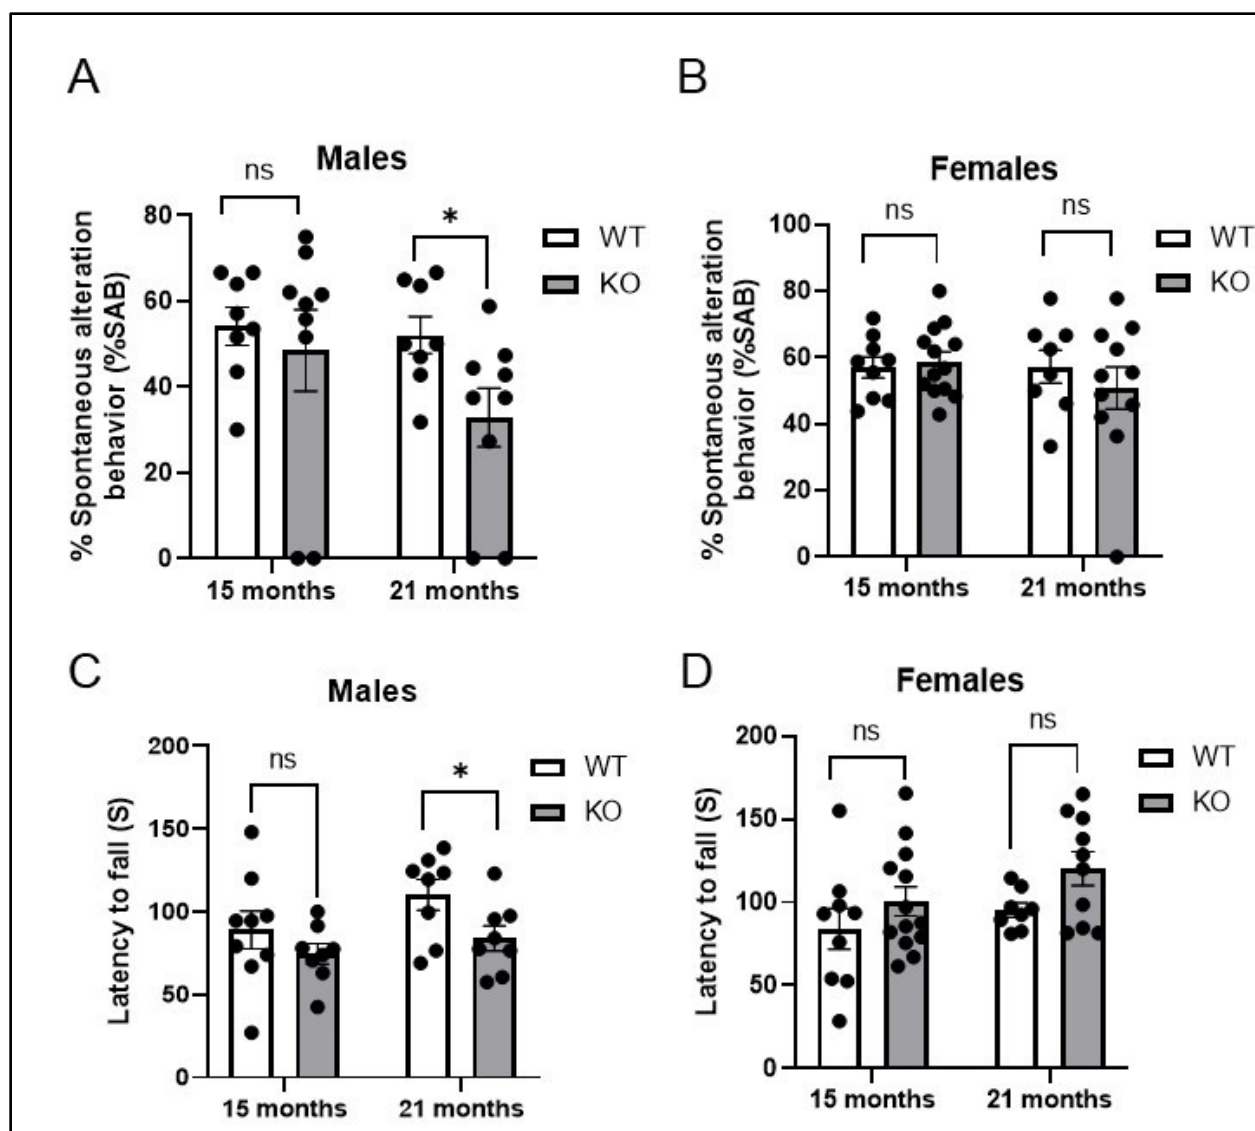 A
Males
ns
*
WT
KO
% Spontaneous alteration
behavior (%SAB)
80
60
40
20
0
15 months
21 months
B
Females
ns
ns
WT
KO
% Spontaneous alteration
behavior (%SAB)
100
80
60
40
20
0
15 months
21 months
C
Males
ns
*
WT
KO
Latency to fall (S)
200
150
100
50
0
15 months
21 months
D
Females
ns
ns
WT
KO
Latency to fall (S)
200
150
100
50
0
15 months
21 months